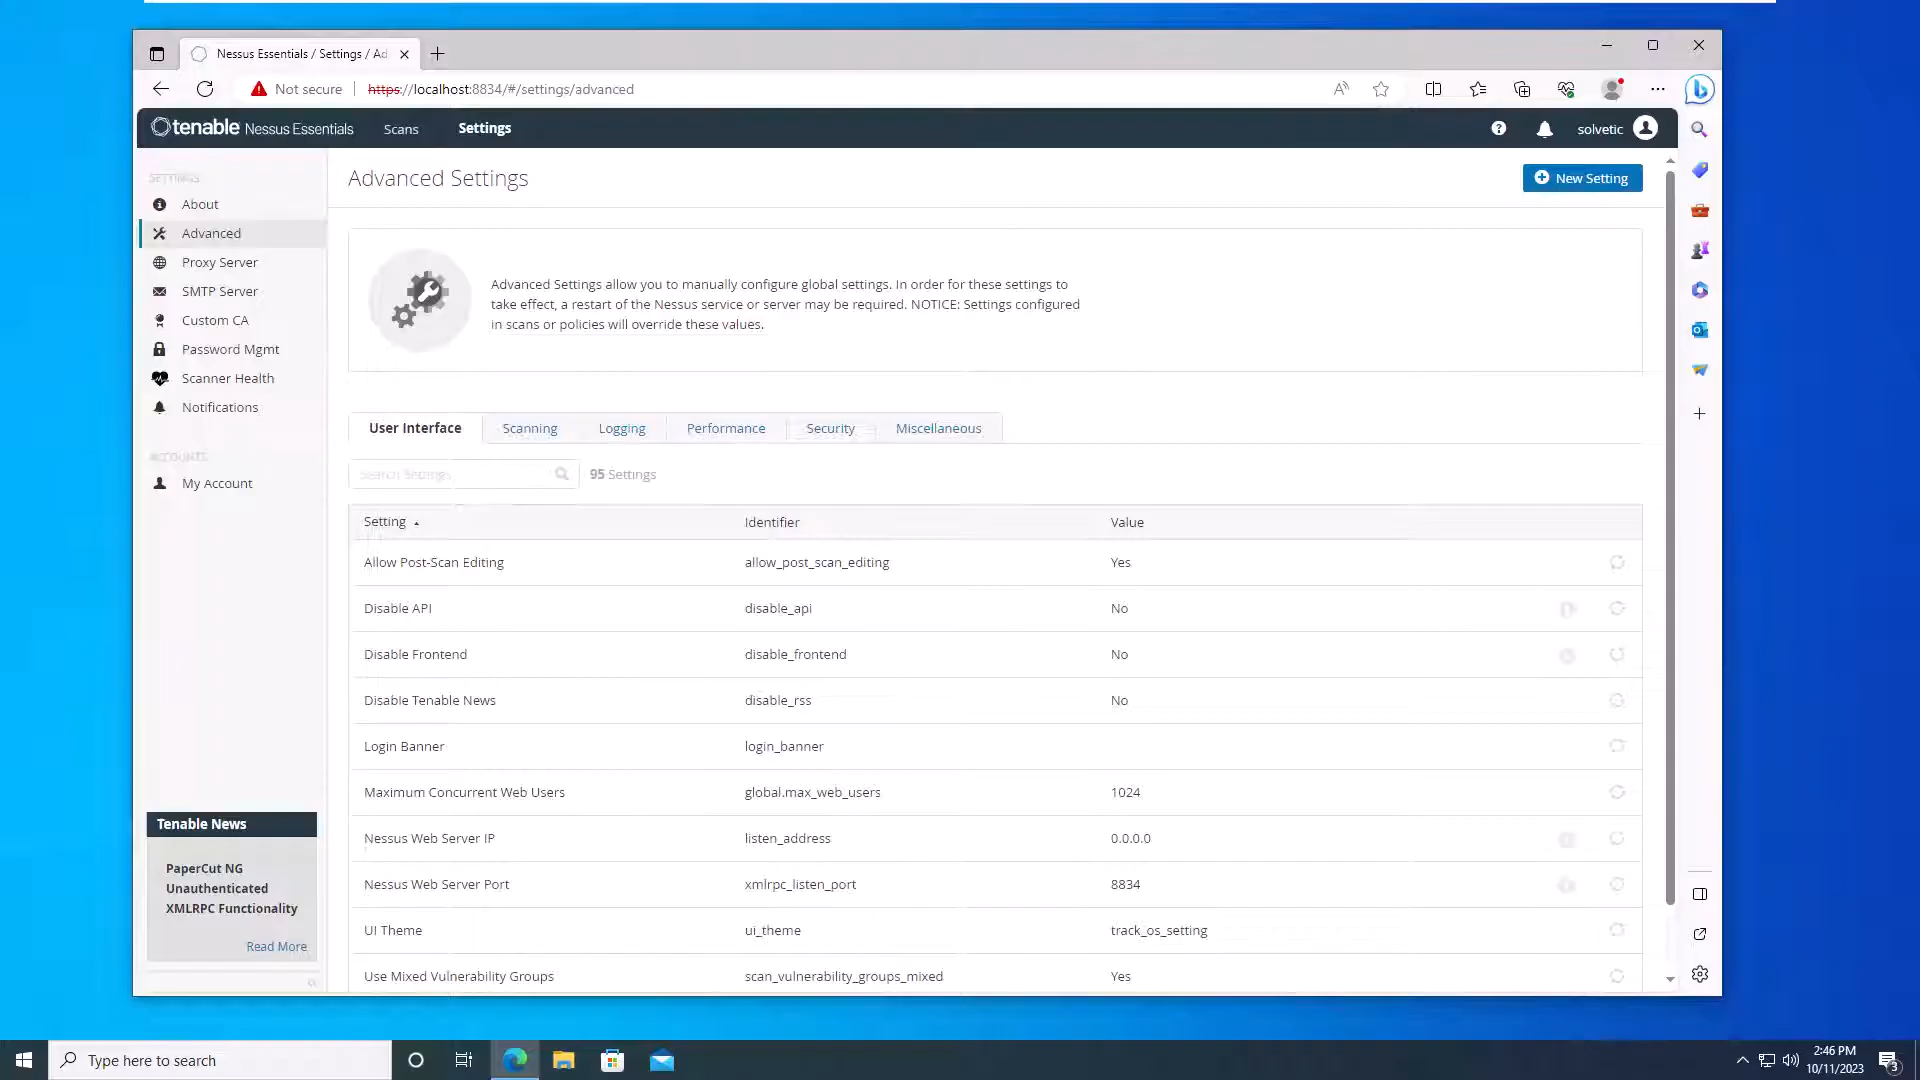 Nessus Essentials / Settings / Ad
Not secure
https://localhost:8834/#/settings/advanced
tenable Nessus Essentials
Scans
Settings
solvetic
SETTINGS
About
Advanced
Proxy Server
SMTP Server
Custom CA
Password Mgmt
Scanner Health
Notifications
ACCOUNTS
My Account
Tenable News
PaperCut NG
Unauthenticated
XMLRPC Functionality
Read More
Advanced Settings
New Setting
Advanced Settings allow you to manually configure global settings. In order for these settings to
take effect, a restart of the Nessus service or server may be required. NOTICE: Settings configured
in scans or policies will override these values.
User Interface
Scanning
Logging
Performance
Security
Miscellaneous
Search Settings
95 Settings
Setting
Identifier
Value
Allow Post-Scan Editing
allow_post_scan_editing
Yes
Disable API
disable_api
No
Disable Frontend
disable_frontend
No
Disable Tenable News
disable_rss
No
Login Banner
login_banner
Maximum Concurrent Web Users
global.max_web_users
1024
Nessus Web Server IP
listen_address
0.0.0.0
Nessus Web Server Port
xmlrpc_listen_port
8834
UI Theme
ui_theme
track_os_setting
Use Mixed Vulnerability Groups
scan_vulnerability_groups_mixed
Yes
Type here to search
2:46 PM
10/11/2023
3